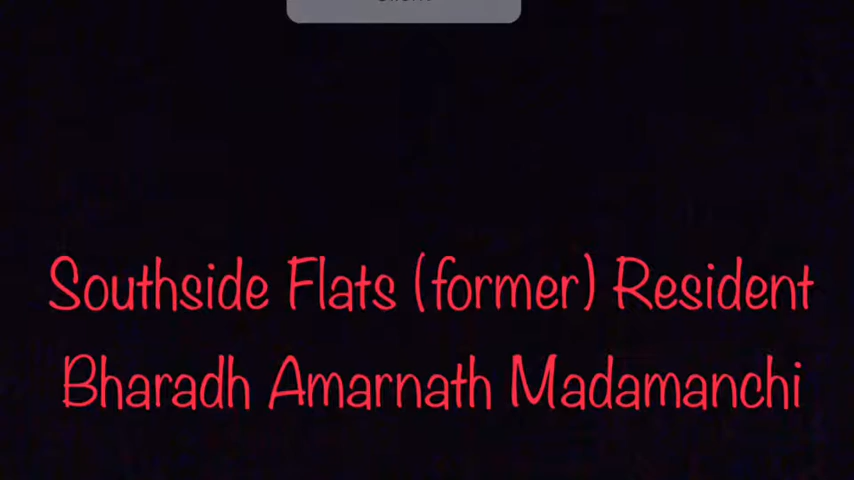 Southside Flats (former) Resident
Bharadh Amarnath Madamanchi